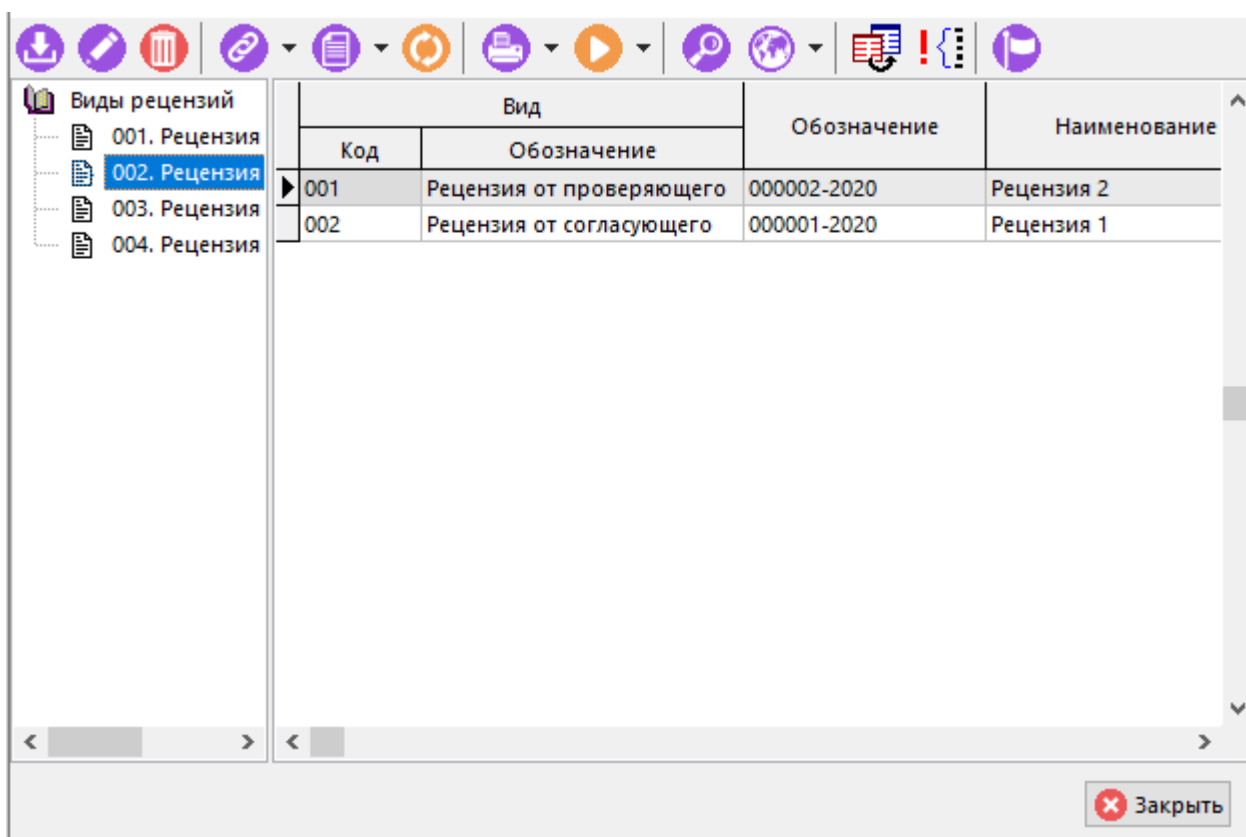 Виды рецензий
001. Рецензия
002. Рецензия
003. Рецензия
004. Рецензия
Вид Обозначение Наименование
Код Обозначение
001 Рецензия от проверяющего 000002-2020 Рецензия 2
002 Рецензия от согласующего 000001-2020 Рецензия 1
Закрыть